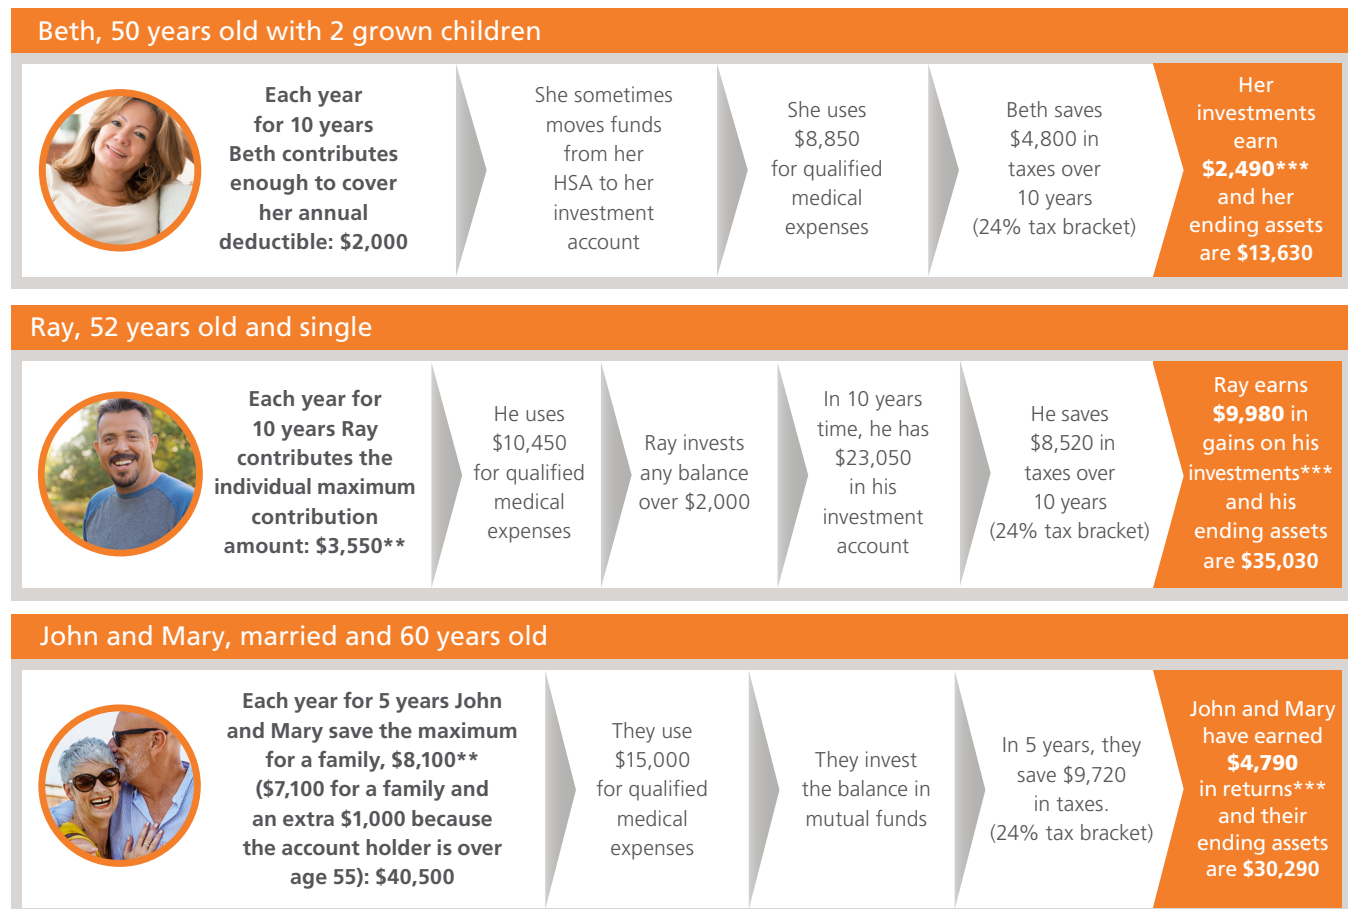 Beth, 50 years old with 2 grown children
Each year
for 10 years
Beth contributes
enough to cover
her annual
deductible: $2,000
She sometimes
moves funds
from her
HSA to her
investment
account
She uses
$8,850
for qualified
medical
expenses
Beth saves
$4,800 in
taxes over
10 years
(24% tax bracket)
Her
investments
earn
$2,490***
and her
ending assets
are $13,630
Ray, 52 years old and single
Each year for
10 years Ray
contributes the
individual maximum
contribution
amount: $3,550**
He uses
$10,450
for qualified
medical
expenses
Ray invests
any balance
over $2,000
In 10 years
time, he has
$23,050
in his
investment
account
He saves
$8,520 in
taxes over
10 years
(24% tax bracket)
Ray earns
$9,980 in
gains on his
investments***
and his
ending assets
are $35,030
John and Mary, married and 60 years old
Each year for 5 years John
and Mary save the maximum
for a family, $8,100**
($7,100 for a family and
an extra $1,000 because
the account holder is over
age 55): $40,500
They use
$15,000
for qualified
medical
expenses
They invest
the balance in
mutual funds
In 5 years, they
save $9,720
in taxes.
(24% tax bracket)
John and Mary
have earned
$4,790
in returns***
and their
ending assets
are $30,290